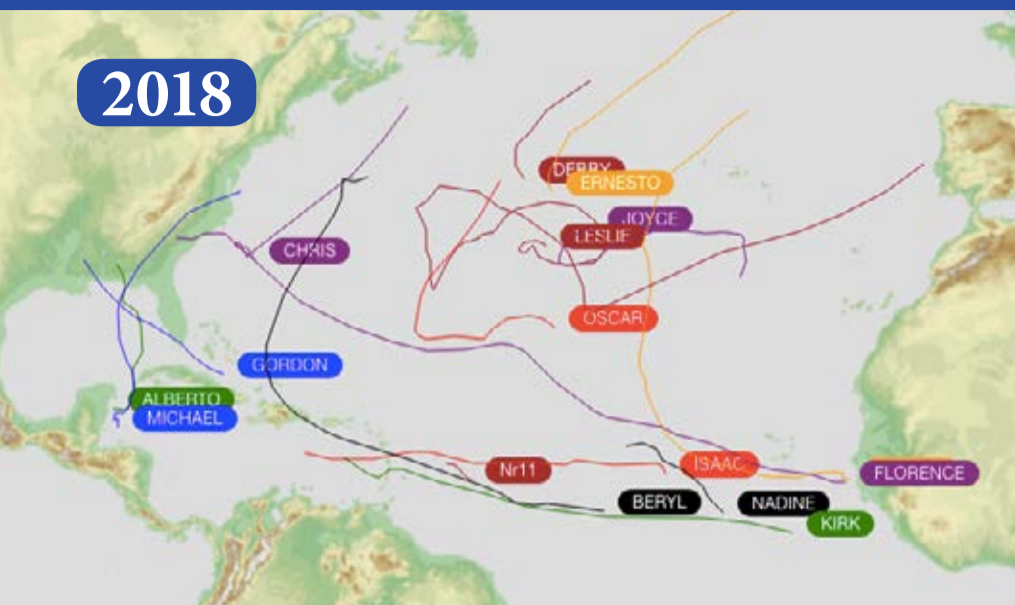 2018
DEBBY
ERNESTO
JOYCE
LESLIE
CHRIS
OSCAR
GORDON
ALBERTO
MICHAEL
Nr11
ISAAC
FLORENCE
BERYL
NADINE
KIRK